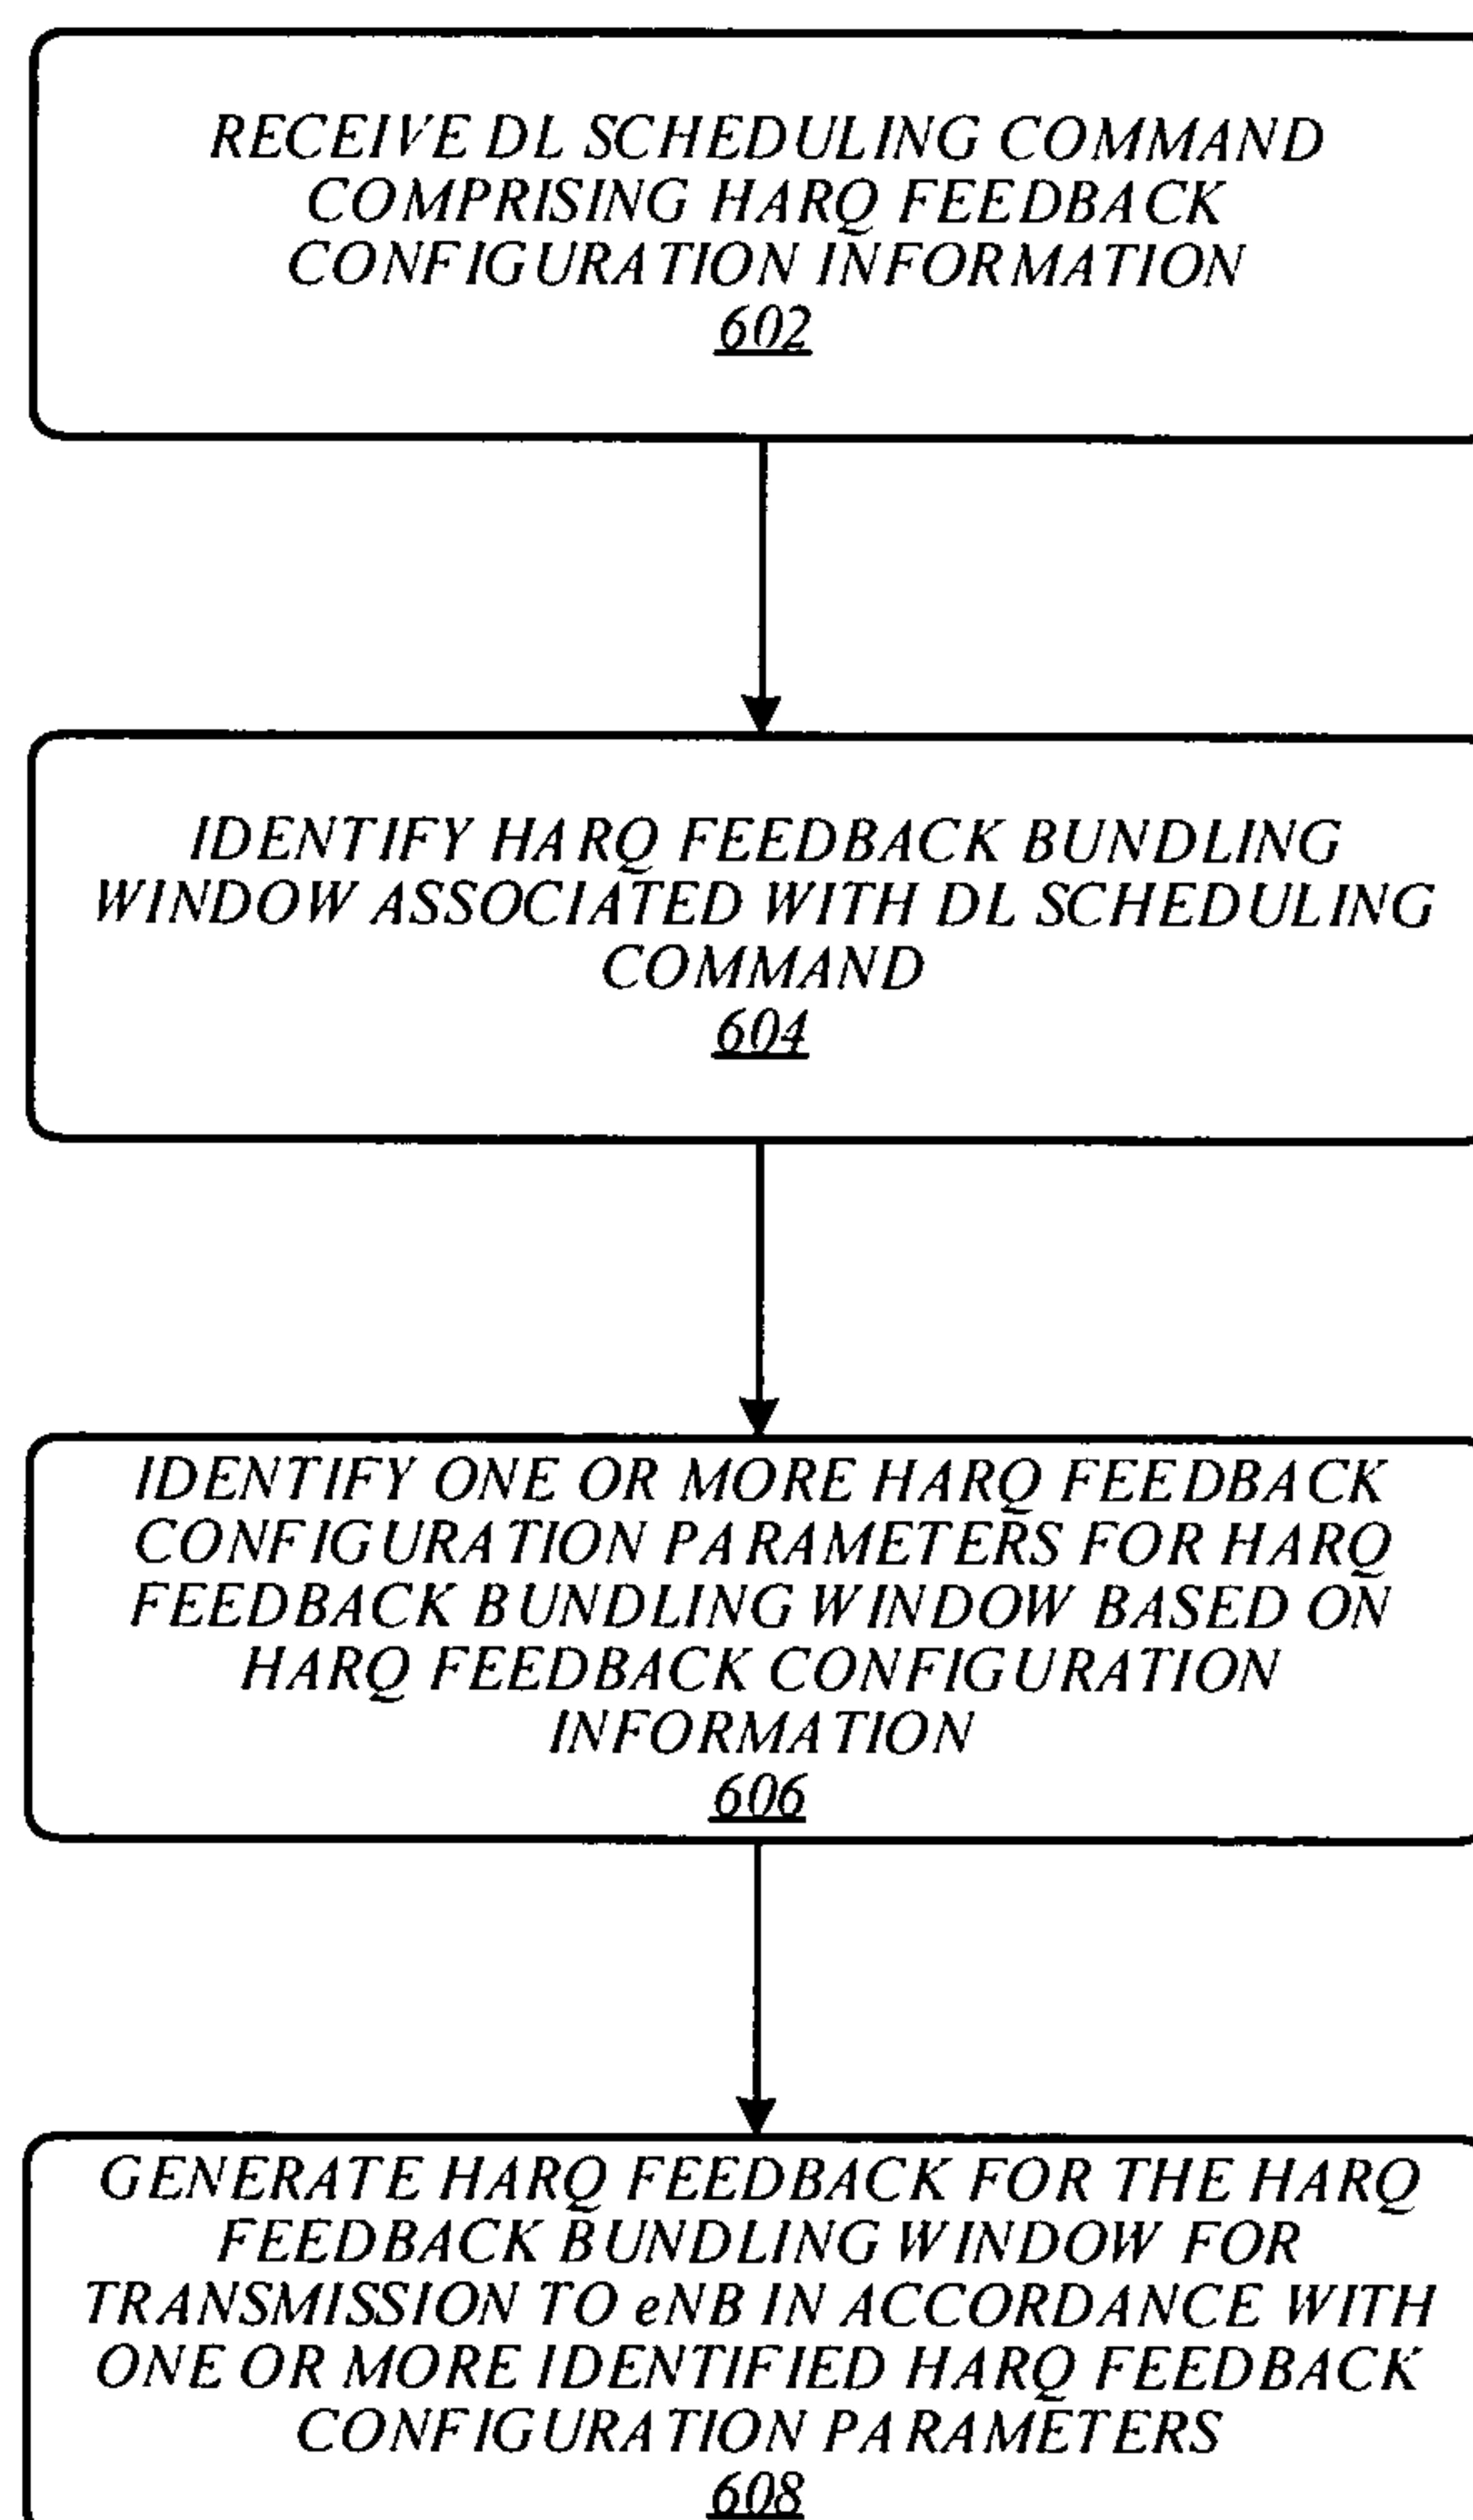 RECEIVE DL SCHEDULING COMMAND
COMPRISING HARQ FEEDBACK
CONFIGURATION INFORMATION
602
IDENTIFY HARQ FEEDBACK BUNDLING
WINDOW ASSOCIATED WITH DL SCHEDULING
COMMAND
604
IDENTIFY ONE OR MORE HARQ FEEDBACK
CONFIGURATION PARAMETERS FOR HARQ
FEEDBACK BUNDLING WINDOW BASED ON
HARQ FEEDBACK CONFIGURATION
INFORMATION
606
GENERATE HARQ FEEDBACK FOR THE HARQ
FEEDBACK BUNDLING WINDOW FOR
TRANSMISSION TO eNB IN ACCORDANCE WITH
ONE OR MORE IDENTIFIED HARQ FEEDBACK
CONFIGURATION PARAMETERS
608